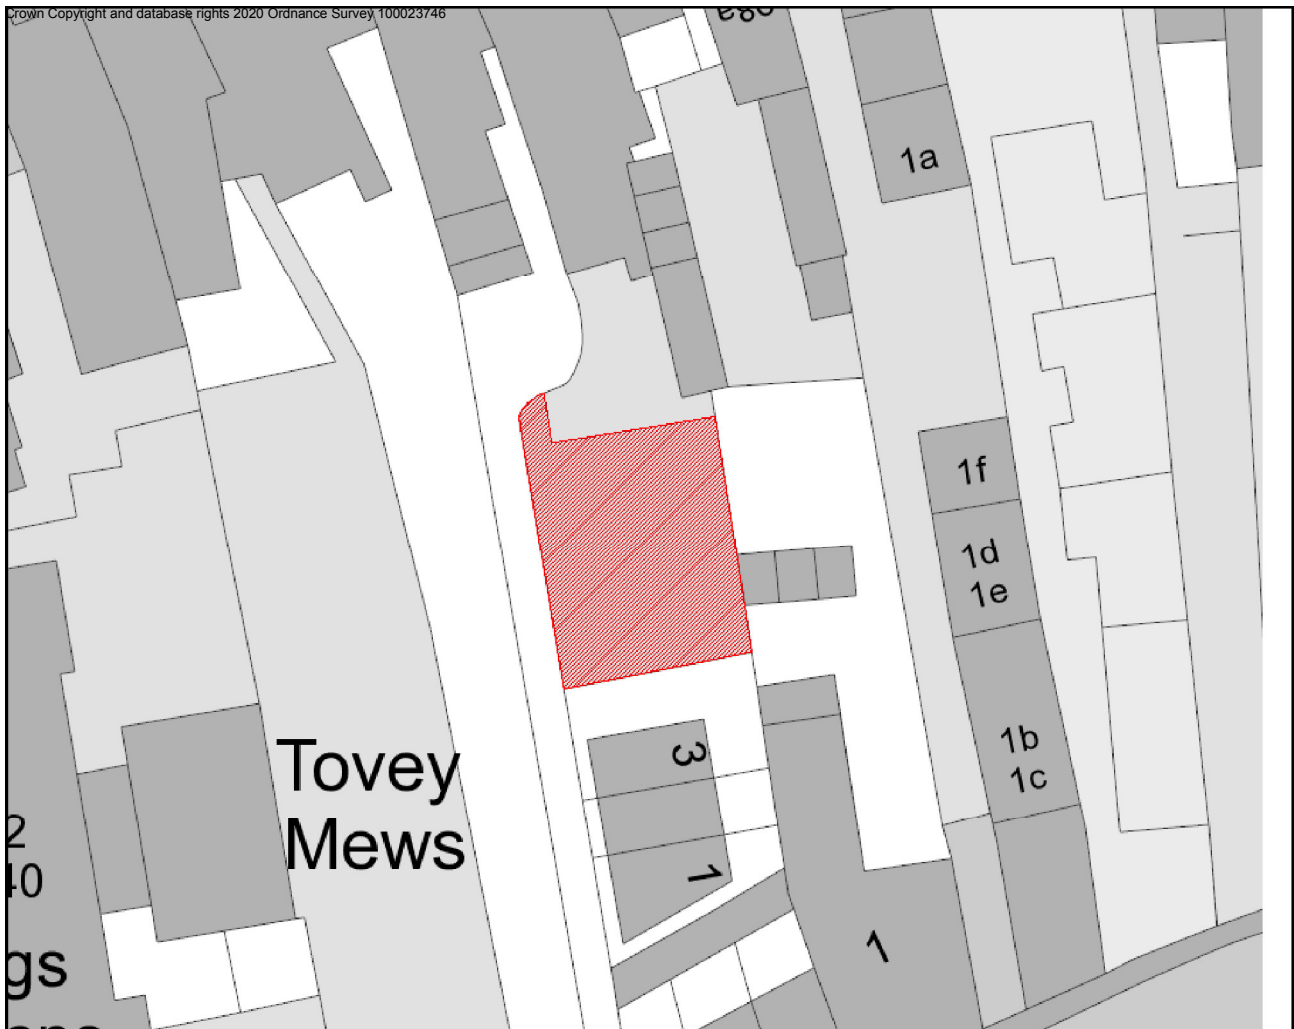 Crown Copyright and database rights 2020 Ordnance Survey 100023746
1a
1f
1d
1e
1b
1c
Tovey
Mews
3
1
1
2
40
gs